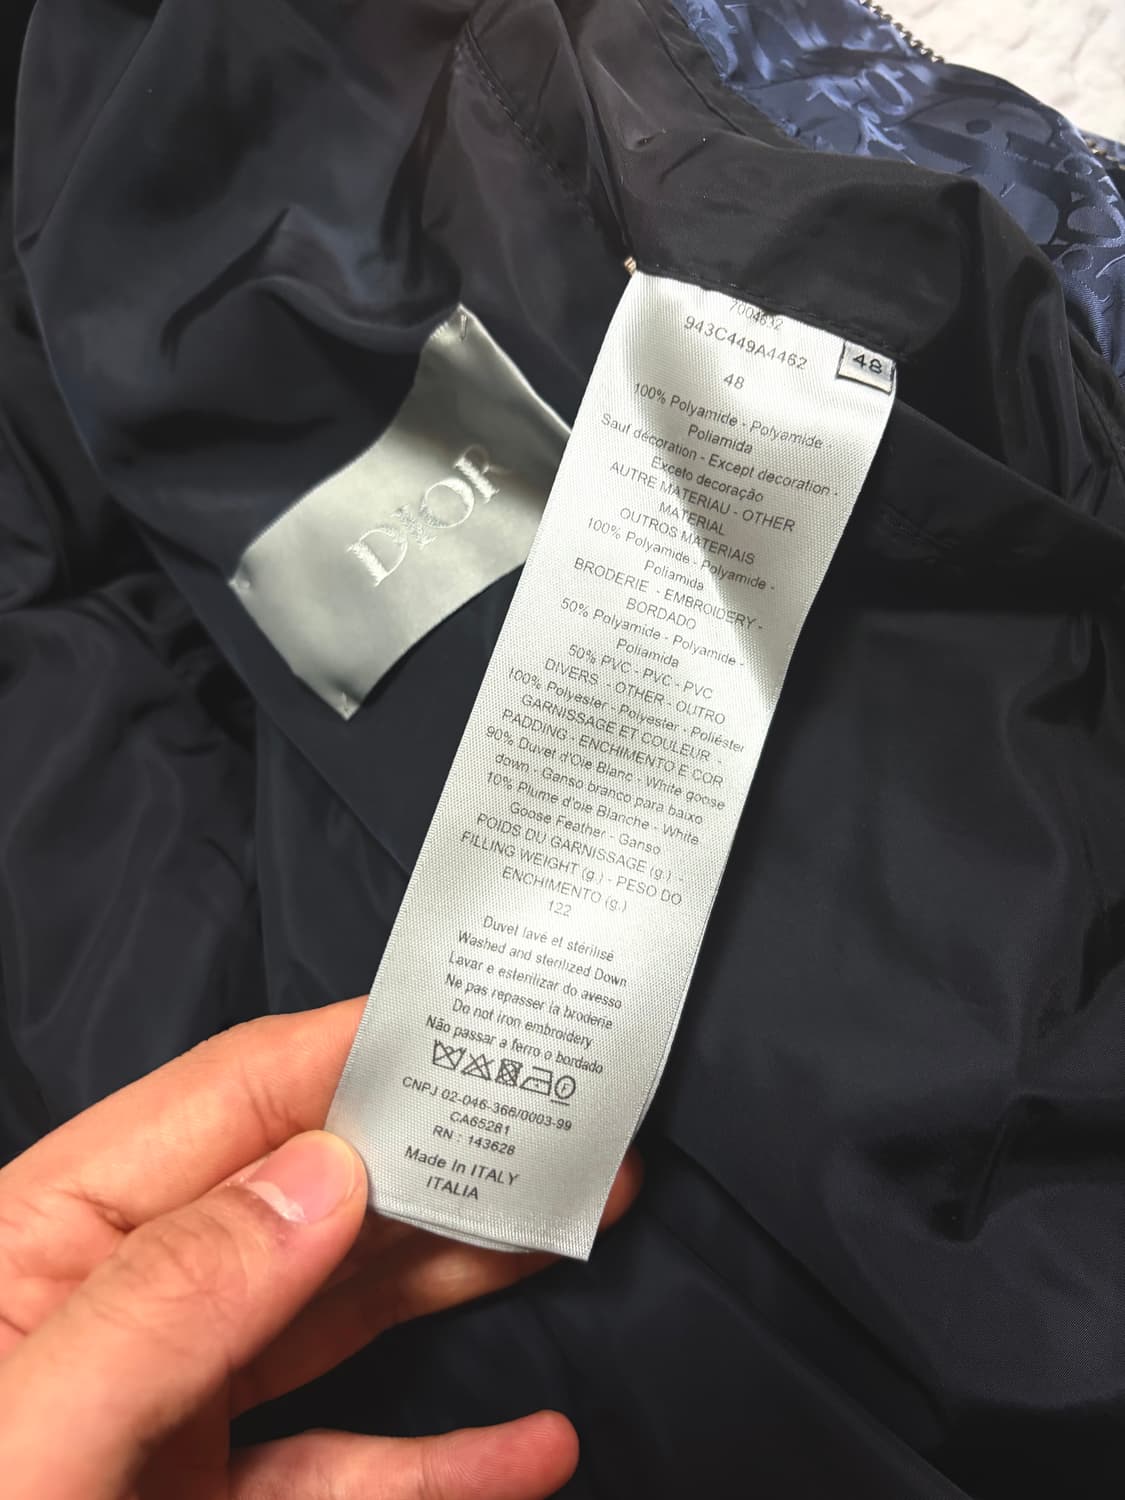 DIOR
7004632
943C449A4462
48
48
100% Polyamide - Polyamide -
Poliamida
Sauf décoration - Except decoration -
Exceto decoração
AUTRE MATERIAU - OTHER
MATERIAL
OUTROS MATERIAIS
100% Polyamide - Polyamide -
Poliamida
BRODERIE - EMBROIDERY -
BORDADO
50% Polyamide - Polyamide -
Poliamida
50% PVC - PVC - PVC
DIVERS - OTHER - OUTRO
100% Polyester - Polyester - Poliéster
GARNISSAGE ET COULEUR -
PADDING - ENCHIMENTO E COR
90% Duvet d'Oie Blanc - White goose
down - Ganso branco para baixo
10% Plume d'oie Blanche - White
Goose Feather - Ganso
POIDS DU GARNISSAGE (g.) -
FILLING WEIGHT (g.) - PESO DO
ENCHIMENTO (g.)
122
Duvet lavé et stérilisé
Washed and sterilized Down
Lavar e esterilizar do avesso
Ne pas repasser la broderie
Do not iron embroidery
Não passar a ferro o bordado
CNPJ 02-046-366/0003-99
CA65281
RN : 143628
Made In ITALY
ITALIA